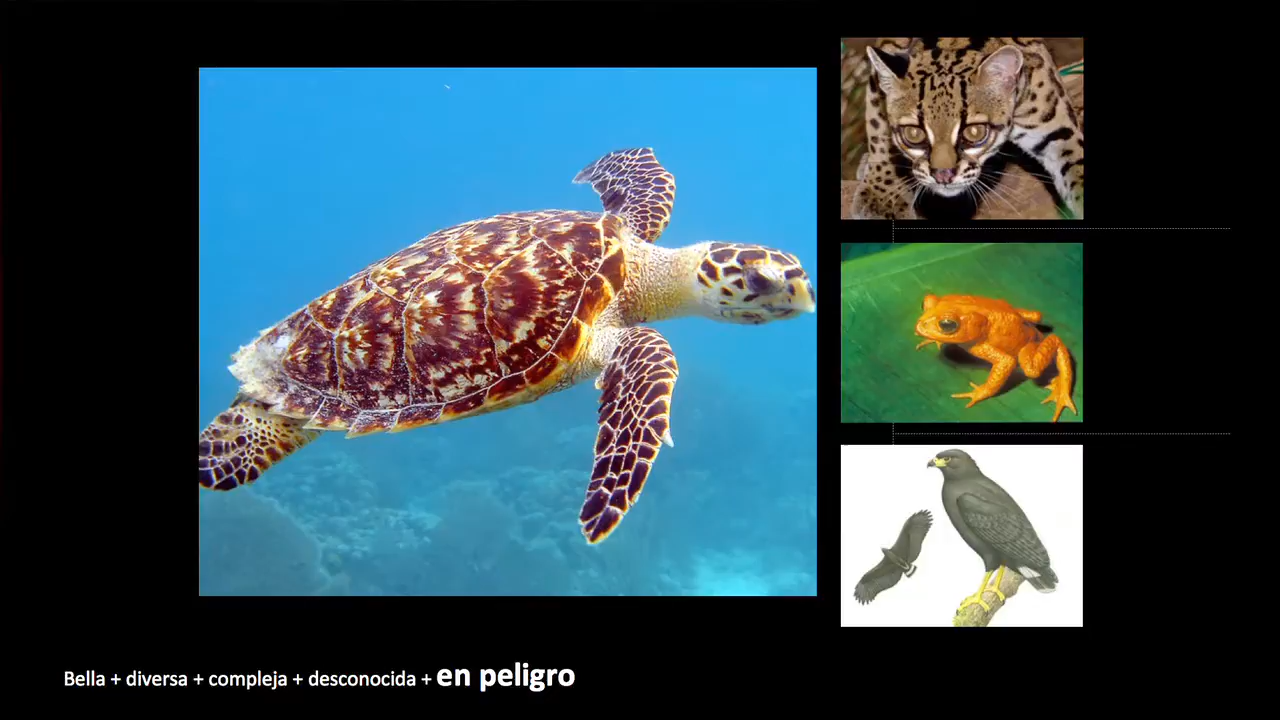 Bella + diversa + compleja + desconocida + en peligro